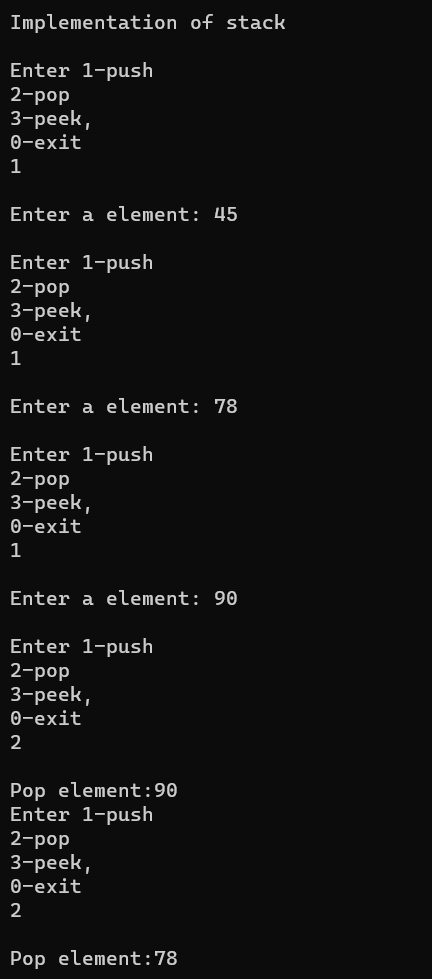 Implementation of stack
Enter 1-push
2-pop
3-peek,
0-exit
1
Enter a element: 45
Enter 1-push
2-pop
3-peek,
0-exit
1
Enter a element: 78
Enter 1-push
2-pop
3-peek,
0-exit
1
Enter a element: 90
Enter 1-push
2-pop
3-peek,
0-exit
2
Pop element:90
Enter 1-push
2-pop
3-peek,
0-exit
2
Pop element:78